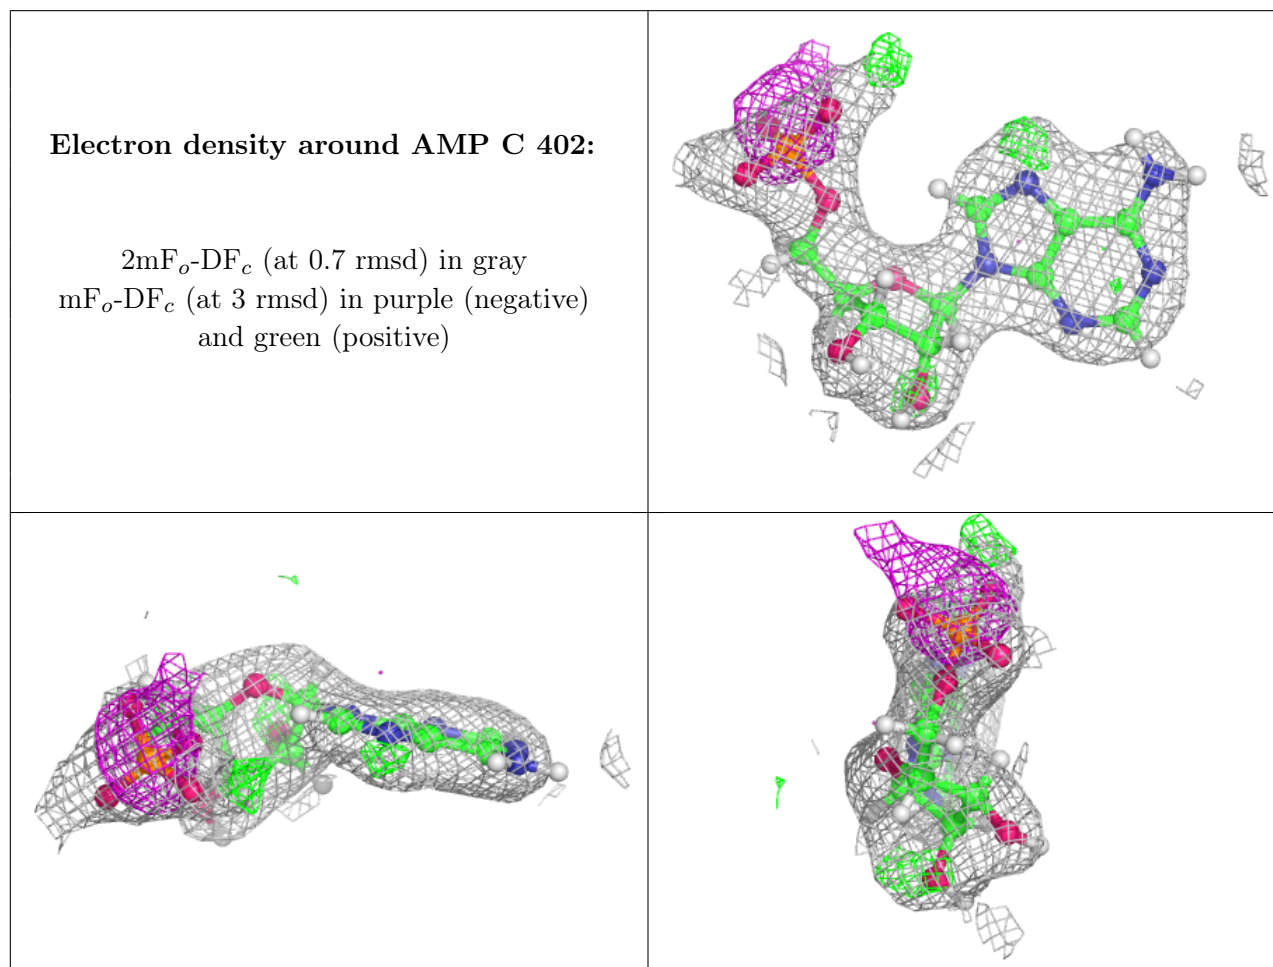 Electron density around AMP C 402:
2mFo-DFc (at 0.7 rmsd) in gray
mFo-DFc (at 3 rmsd) in purple (negative)
and green (positive)